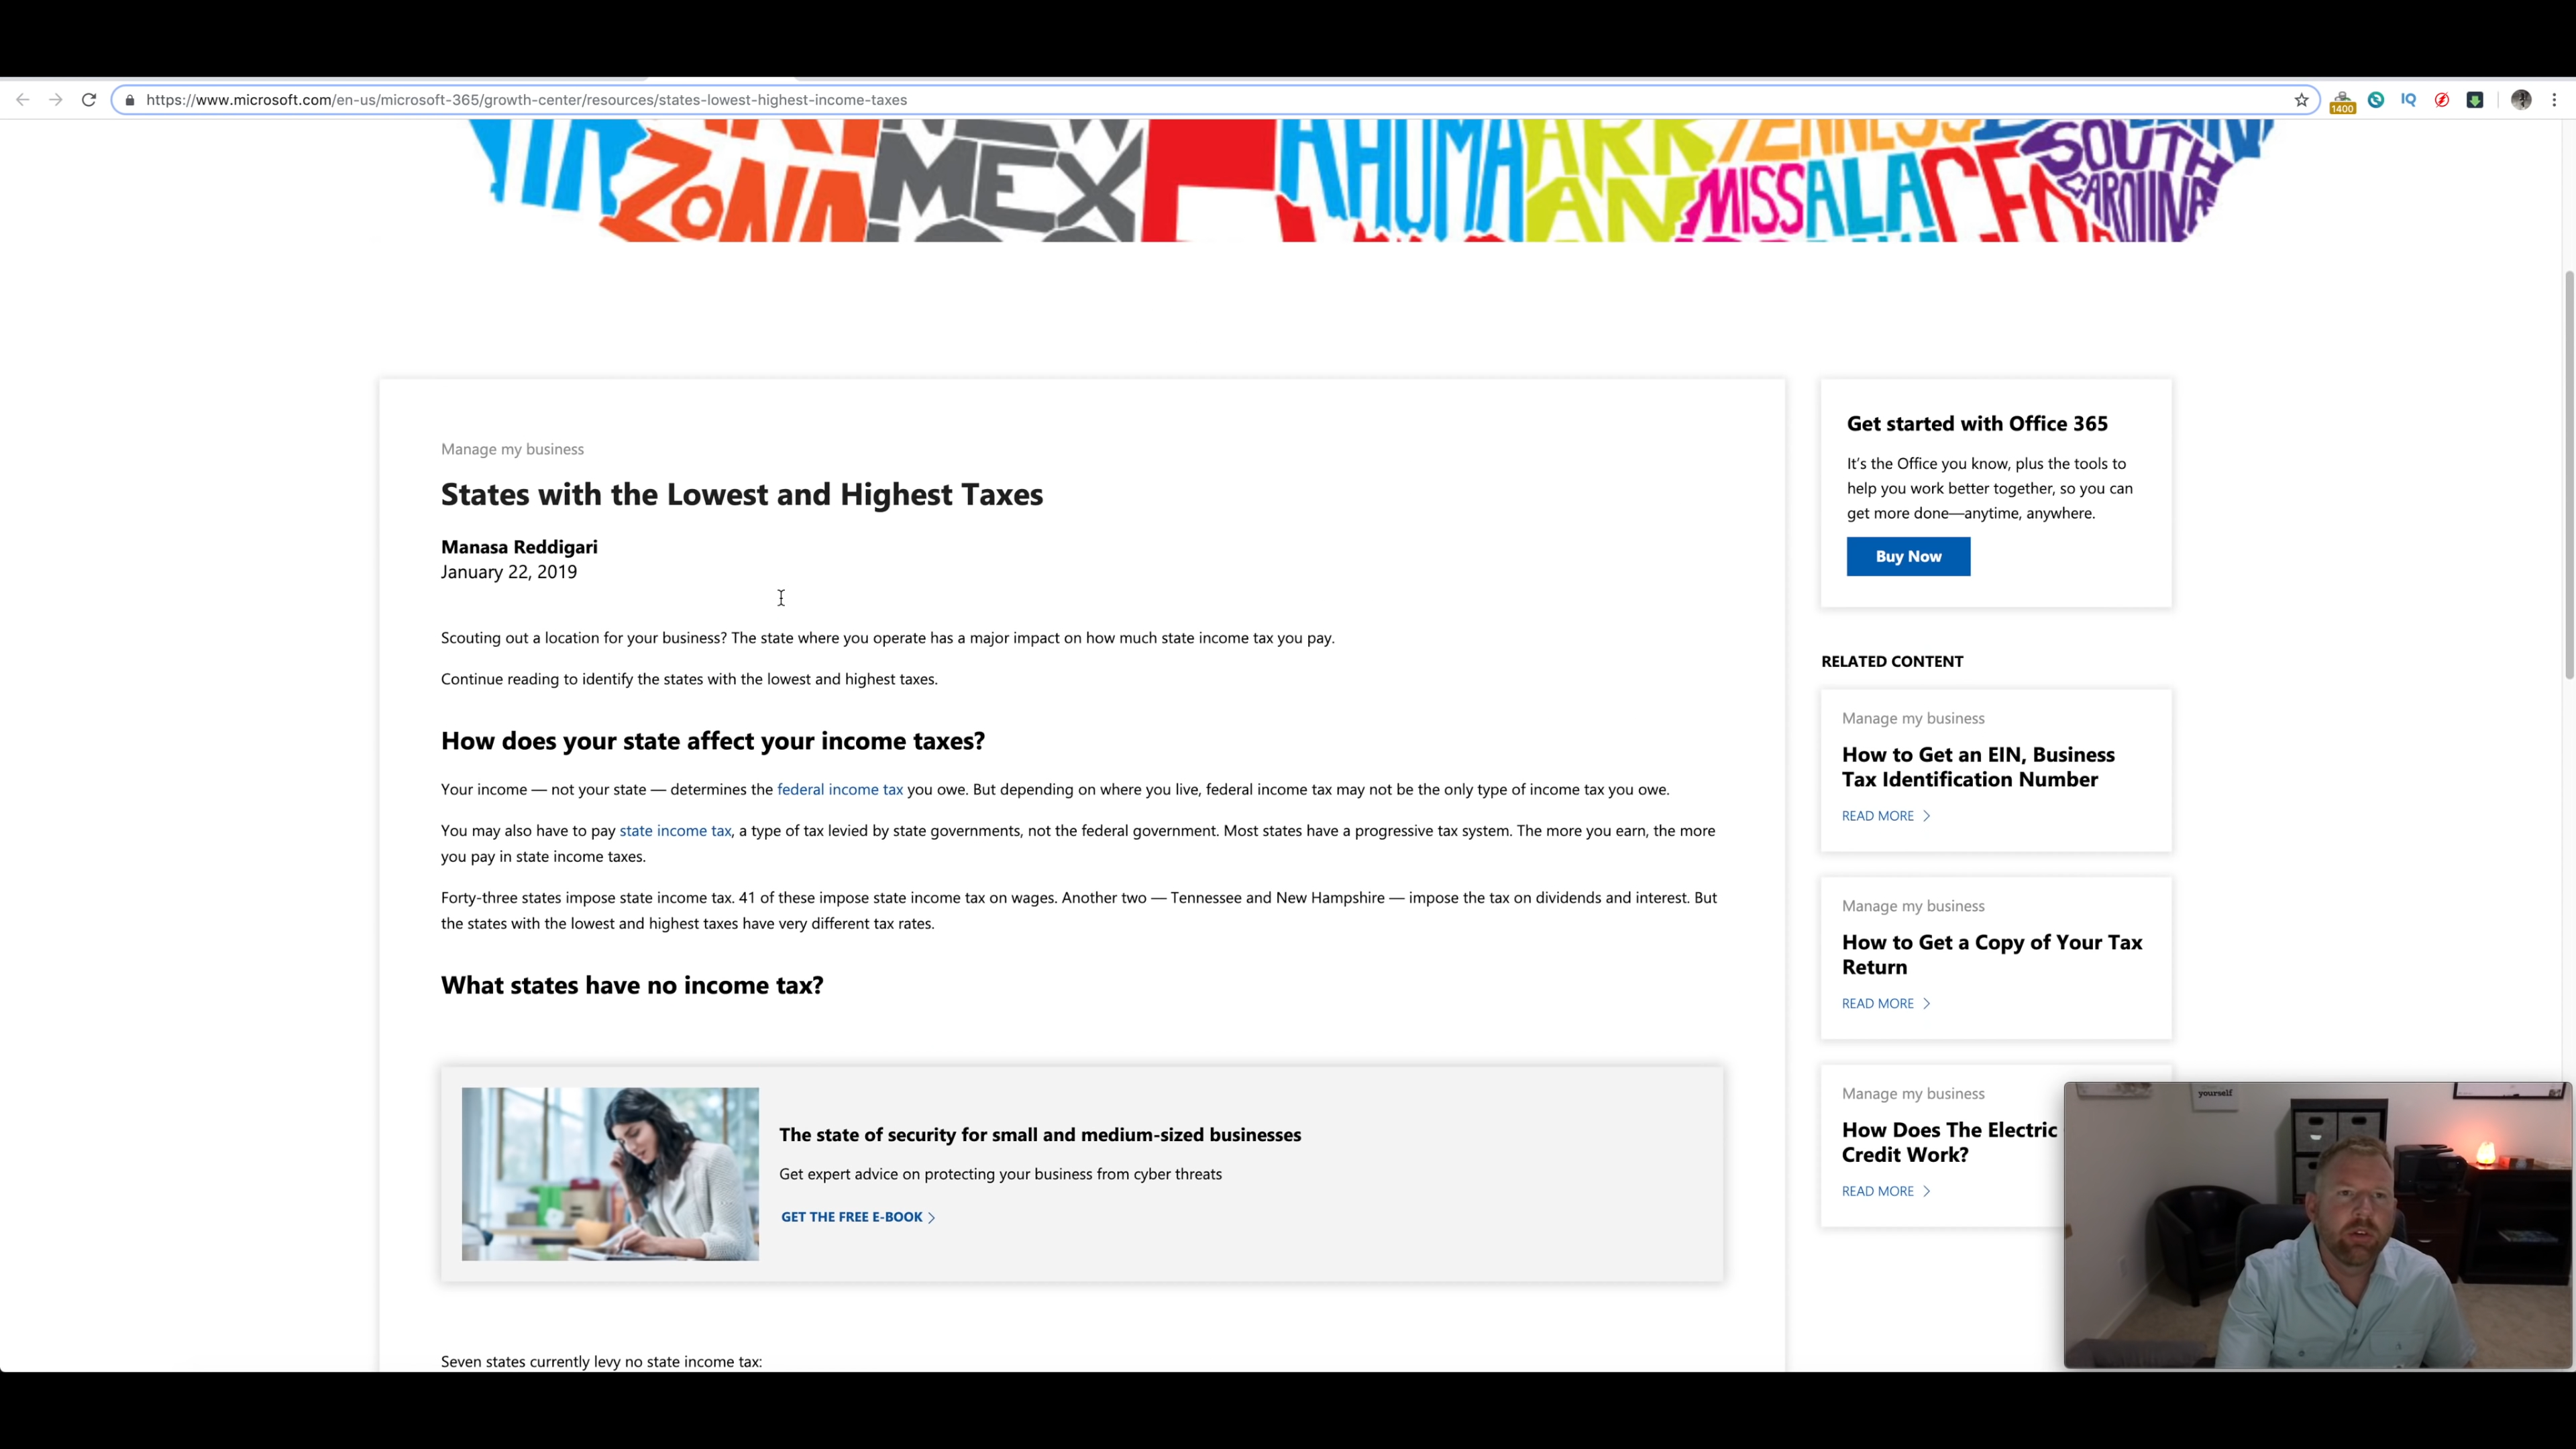 https://www.microsoft.com/en-us/microsoft-365/growth-center/resources/states-lowest-highest-income-taxes
1400
IQ
ZONA
MEX
AHOMA
ARK
AN
MISS
ALA
SOUTH
CAROLINA
Manage my business
States with the Lowest and Highest Taxes
Manasa Reddigari
January 22, 2019
Scouting out a location for your business? The state where you operate has a major impact on how much state income tax you pay.
Continue reading to identify the states with the lowest and highest taxes.
How does your state affect your income taxes?
Your income — not your state — determines the federal income tax you owe. But depending on where you live, federal income tax may not be the only type of income tax you owe.
You may also have to pay state income tax, a type of tax levied by state governments, not the federal government. Most states have a progressive tax system. The more you earn, the more
you pay in state income taxes.
Forty-three states impose state income tax. 41 of these impose state income tax on wages. Another two — Tennessee and New Hampshire — impose the tax on dividends and interest. But
the states with the lowest and highest taxes have very different tax rates.
What states have no income tax?
The state of security for small and medium-sized businesses
Get expert advice on protecting your business from cyber threats
GET THE FREE E-BOOK
Seven states currently levy no state income tax:
Get started with Office 365
It's the Office you know, plus the tools to
help you work better together, so you can
get more done—anytime, anywhere.
Buy Now
RELATED CONTENT
Manage my business
How to Get an EIN, Business
Tax Identification Number
READ MORE
Manage my business
How to Get a Copy of Your Tax
Return
READ MORE
Manage my business
How Does The Electric
Credit Work?
READ MORE
yourself